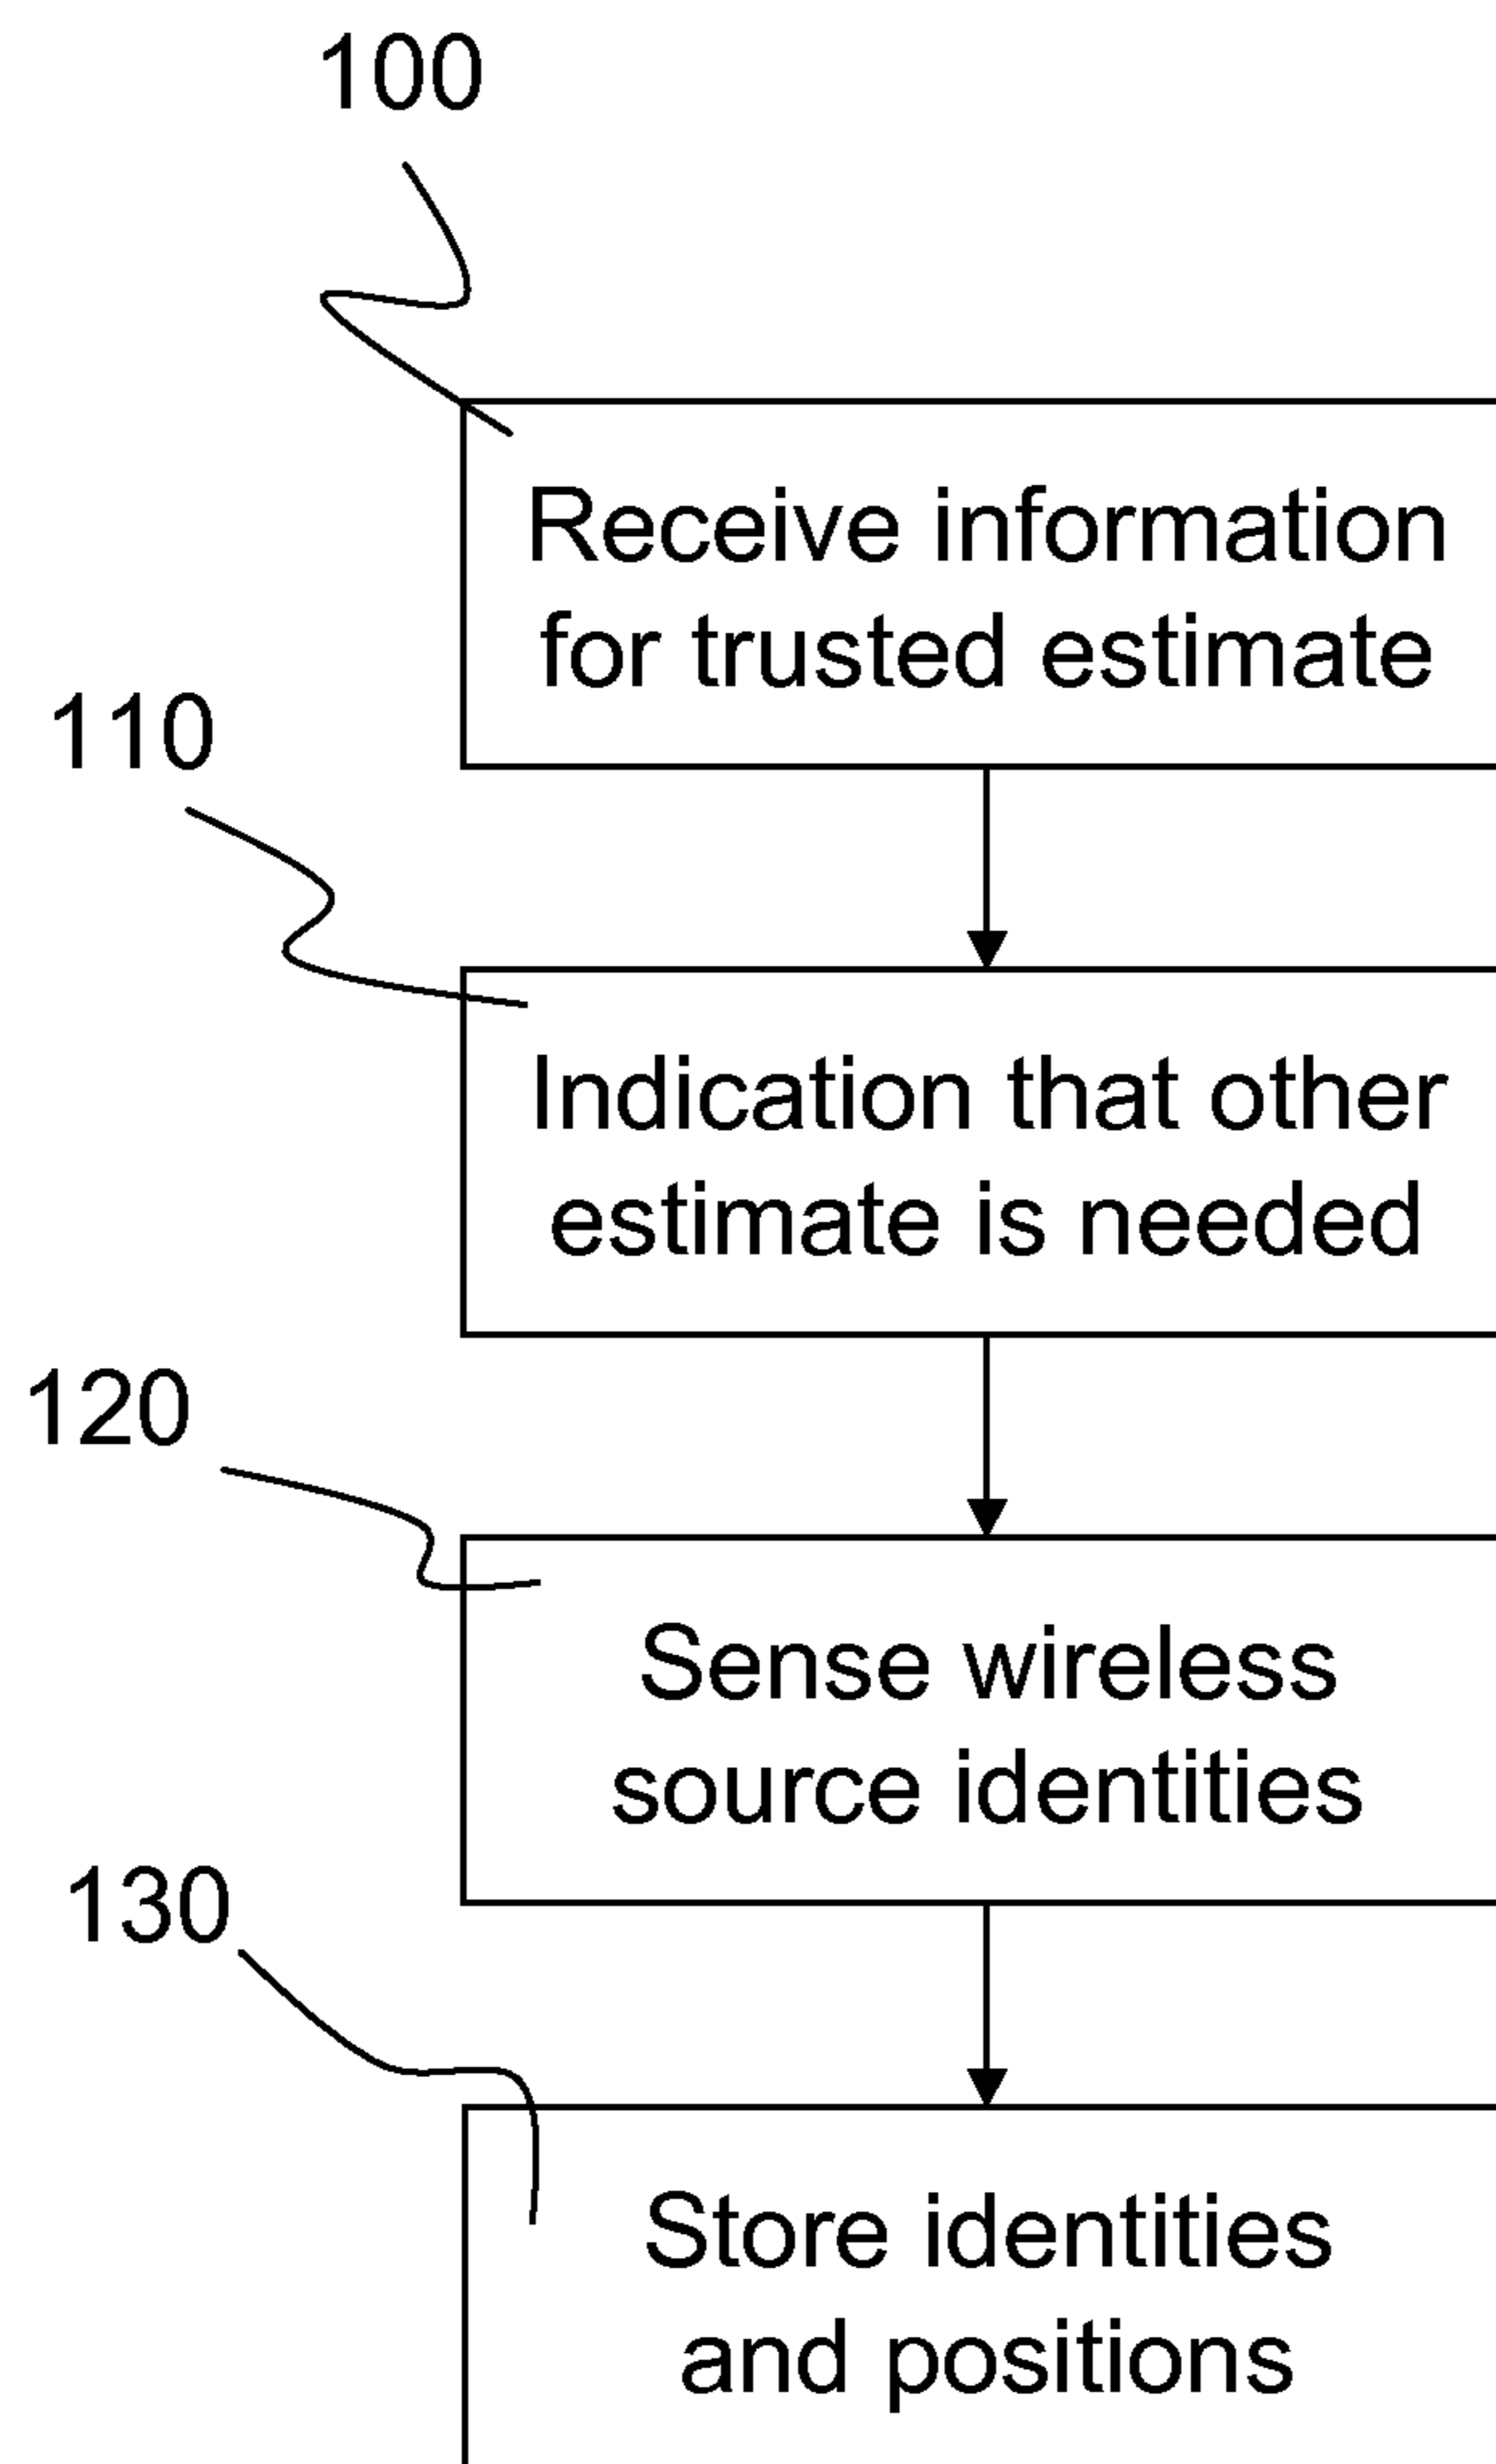 100
Receive information
for trusted estimate
110
Indication that other
estimate is needed
120
Sense wireless
source identities
130
Store identities
and positions